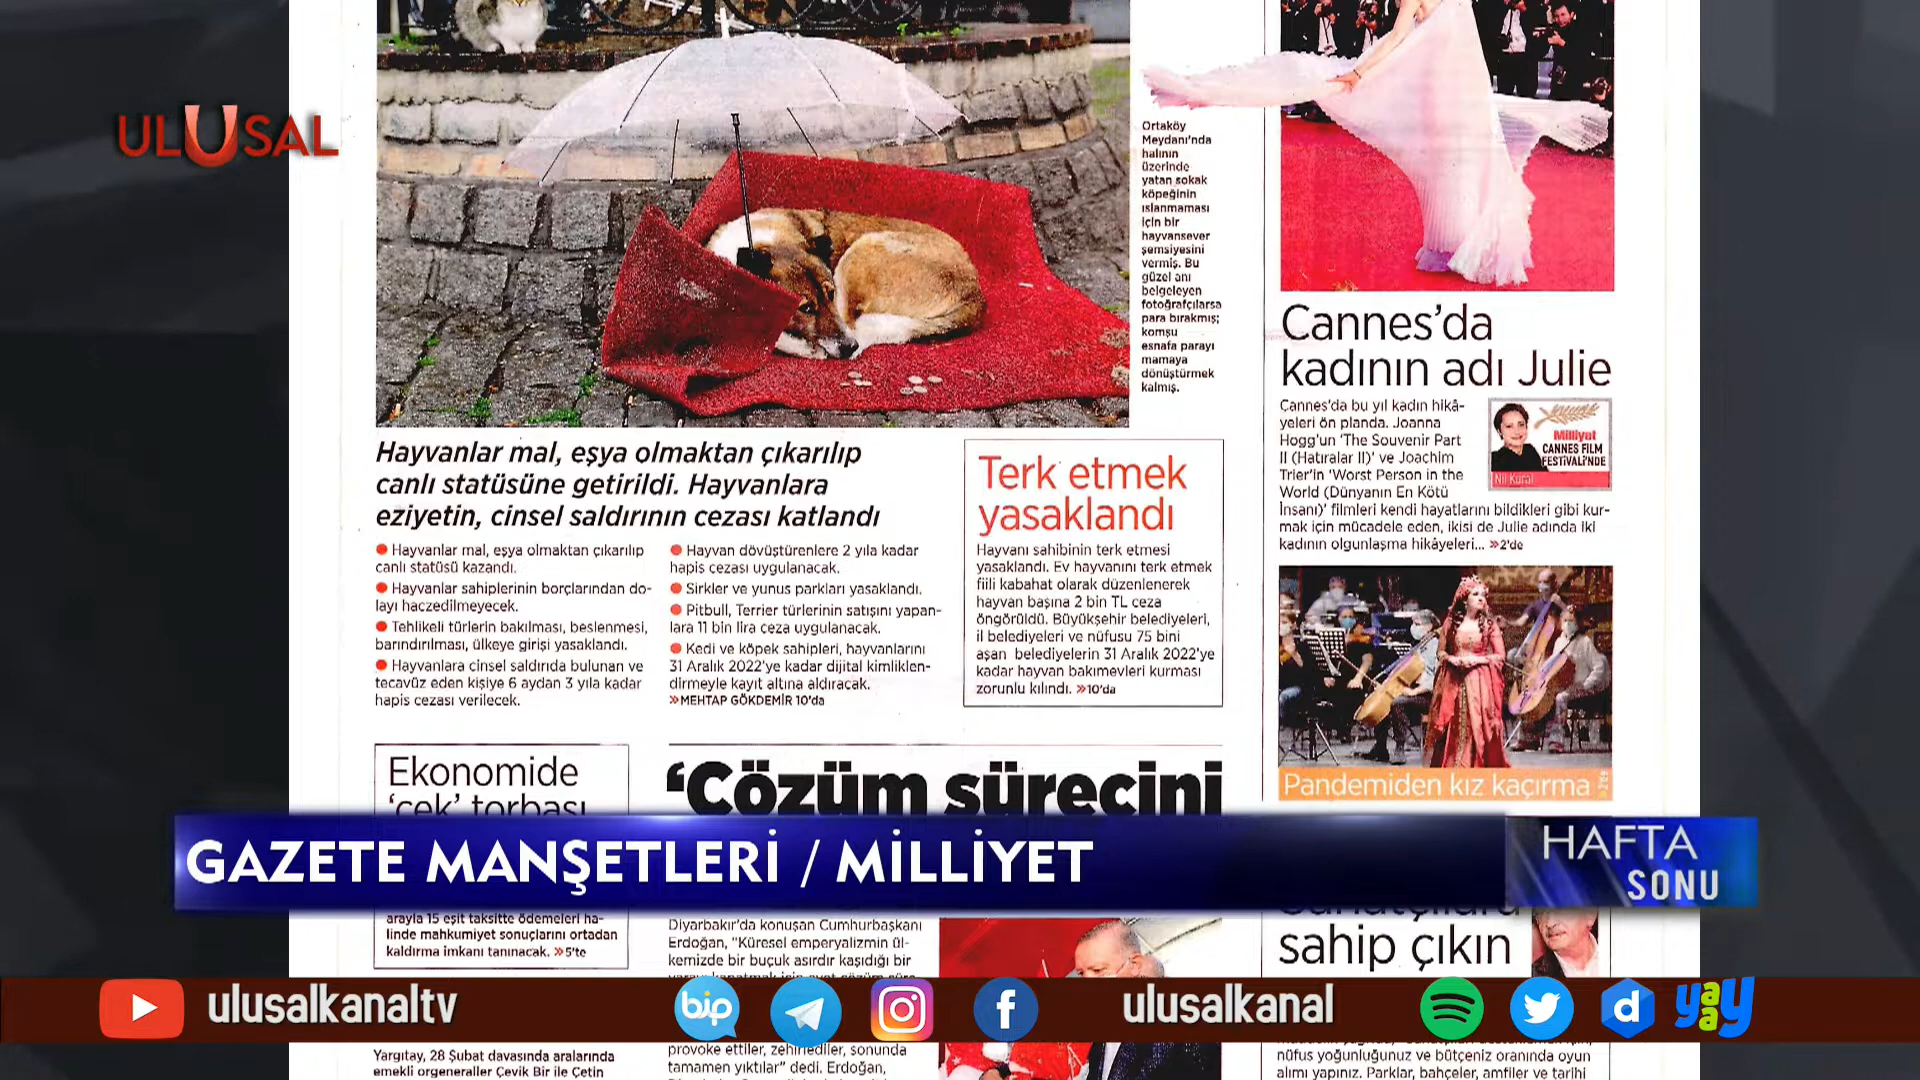 ULUSAL
Ortaköy
Meydanı'nda
halının
üzerinde
yatan sokak
köpeğinin
ıslanmaması
için bir
hayvansever
şemsiyesini
vermiş. Bu
güzel anı
belgeleyen
fotoğrafçılarsa
para bırakmış;
komşu
esnafa parayı
mamaya
dönüştürmek
kalmış.
Hayvanlar mal, eşya olmaktan çıkarılıp
canlı statüsüne getirildi. Hayvanlara
eziyetin, cinsel saldırının cezası katlandı
Hayvanlar mal, eşya olmaktan çıkarılıp
canlı statüsü kazandı.
Hayvanlar sahiplerinin borçlarından do-
layı haczedilmeyecek.
Tehlikeli türlerin bakılması, beslenmesi,
barındırılması, ülkeye girişi yasaklandı.
Hayvanlara cinsel saldırıda bulunan ve
tecavüz eden kişiye 6 aydan 3 yıla kadar
hapis cezası verilecek.
Hayvan dövüştürenlere 2 yıla kadar
hapis cezası uygulanacak.
Sirkler ve yunus parkları yasaklandı.
Pitbull, Terrier türlerinin satışını yapan-
lara 11 bin lira ceza uygulanacak.
Kedi ve köpek sahipleri, hayvanlarını
31 Aralık 2022'ye kadar dijital kimliklen-
dirmeyle kayıt altına aldıracak.
»MEHTAP GÖKDEMİR 10'da
Terk etmek
yasaklandı
Hayvanı sahibinin terk etmesi
yasaklandı. Ev hayvanını terk etmek
fiili kabahat olarak düzenlenerek
hayvan başına 2 bin TL ceza
öngörüldü. Büyükşehir belediyeleri,
il belediyeleri ve nüfusu 75 bini
aşan belediyelerin 31 Aralık 2022'ye
kadar hayvan bakımevleri kurması
zorunlu kılındı. »10'da
Cannes'da
kadının adı Julie
Cannes'da bu yıl kadın hikâ-
yeleri ön planda. Joanna
Hogg'un 'The Souvenir Part
II (Hatıralar II)' ve Joachim
Trier'in 'Worst Person in the
World (Dünyanın En Kötü
İnsanı)' filmleri kendi hayatlarını bildikleri gibi kur-
mak için mücadele eden, ikisi de Julie adında iki
kadının olgunlaşma hikâyeleri... »2'de
Milliyet
CANNES FİLM
FESTİVALİ'NDE
Nil Kural
Pandemiden kız kaçırma
Ekonomide
'çek' torbası
'Çözüm sürecini
GAZETE MANŞETLERİ / MİLLİYET
HAFTA
SONU
arayla 15 eşit taksitte ödemeleri ha-
linde mahkumiyet sonuçlarını ortadan
kaldırma imkanı tanınacak. »5'te
Diyarbakır'da konuşan Cumhurbaşkanı
Erdoğan, "Küresel emperyalizmin ül-
kemizde bir buçuk asırdır kaşıdığı bir
sahip çıkın
ulusalkanaltv
bip
f
ulusalkanal
d
yaay
Yargıtay, 28 Şubat davasında aralarında
emekli orgeneraller Çevik Bir ile Çetin
provoke ettiler, zehirlediler, sonunda
tamamen yıktılar" dedi. Erdoğan,
nüfus yoğunluğunuz ve bütçeniz oranında oyun
alımı yapınız. Parklar, bahçeler, amfiler ve tarihi